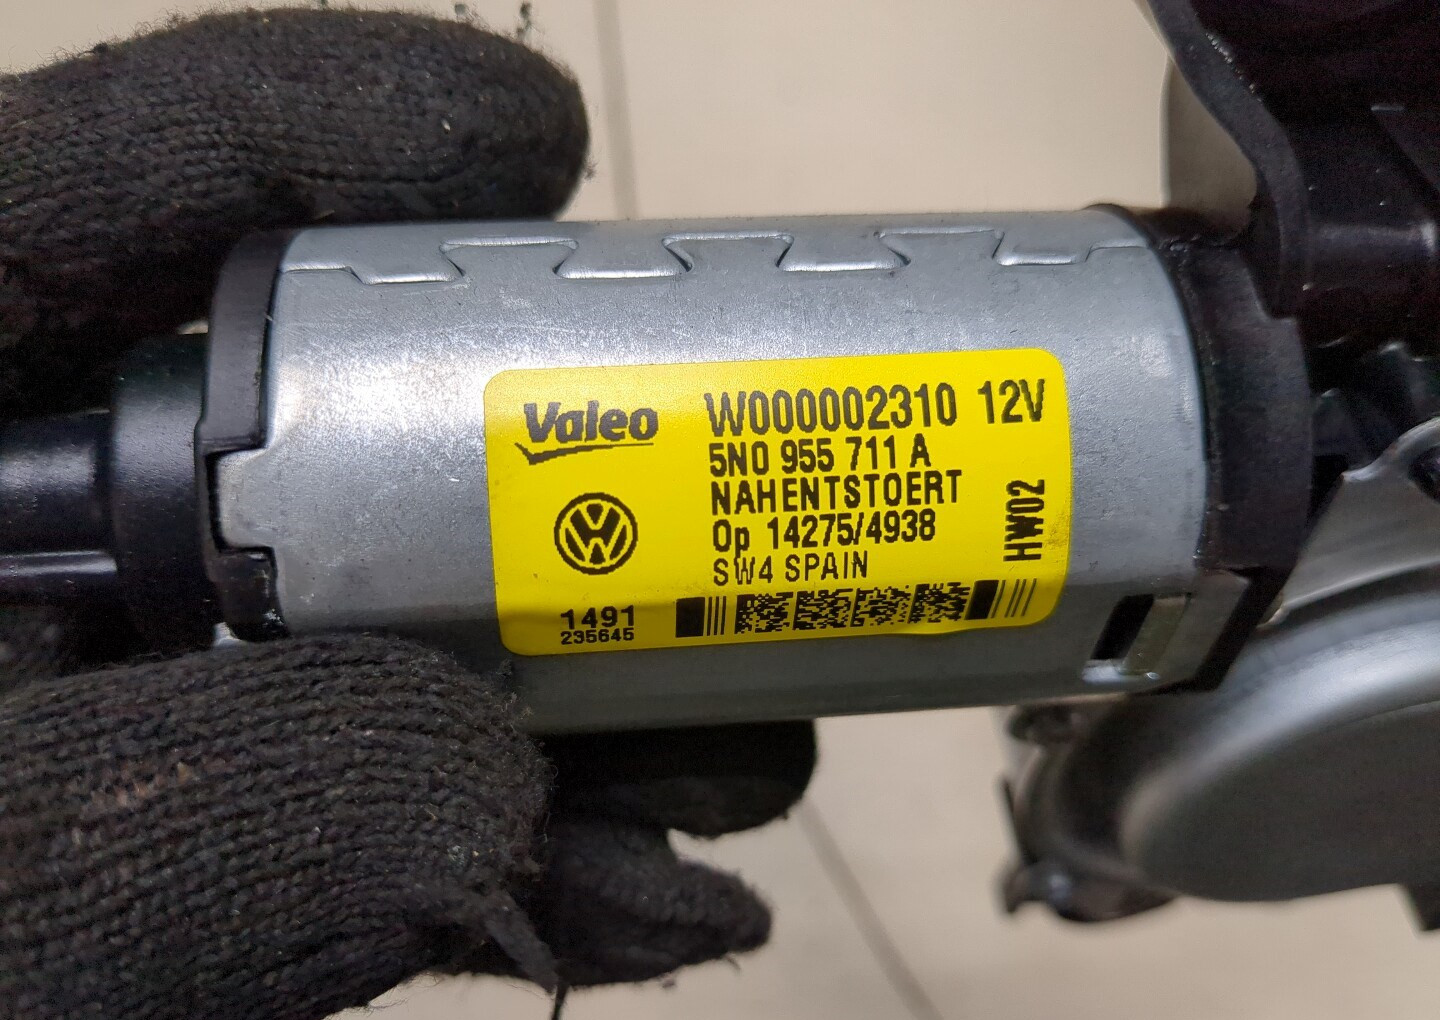 Valeo
W000002310 12V
5N0 955 711 A
NAHENTSTOERT
Op 14275/4938
SW4 SPAIN
HW02
1491
235645